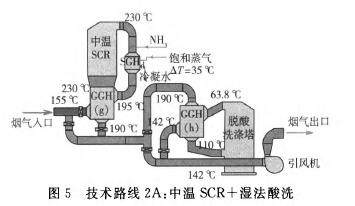 230 ℃
中温
SCR
NH₃
SGH
饱和蒸气
ΔT=35 ℃
冷凝水
230 ℃
155 ℃
GGH
(g)
195 ℃
190 ℃
63.8 ℃
烟气入口
190 ℃
142 ℃
GGH
(h)
脱酸
洗涤塔
烟气出口
110 ℃
引风机
142 ℃
图 5 技术路线 2A:中温 SCR+湿法酸洗